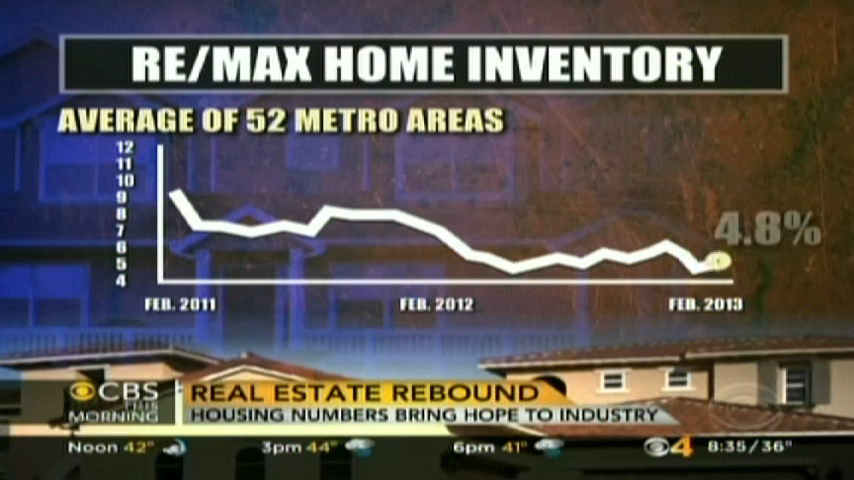 RE/MAX HOME INVENTORY
AVERAGE OF 52 METRO AREAS
12
11
10
9
8
7
6
5
4
4.8%
FEB. 2011 FEB. 2012 FEB. 2013
CBS
THIS
MORNING
REAL ESTATE REBOUND
HOUSING NUMBERS BRING HOPE TO INDUSTRY
Noon 42° 3pm 44° 6pm 41° 4 8:35/36°